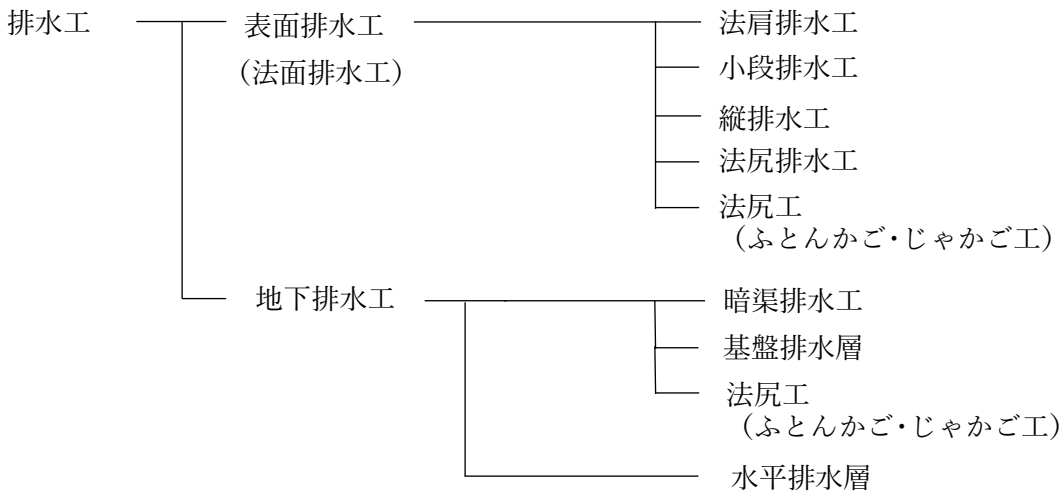 排水工
表面排水工
(法面排水工)
法肩排水工
小段排水工
縦排水工
法尻排水工
法尻工
(ふとんかご・じゃかご工)
地下排水工
暗渠排水工
基盤排水層
法尻工
(ふとんかご・じゃかご工)
水平排水層